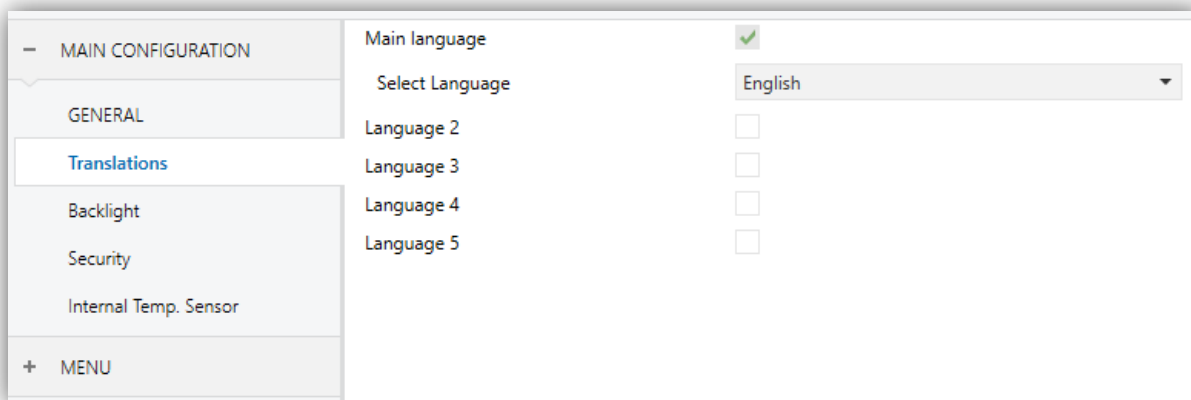 MAIN CONFIGURATION
GENERAL
Translations
Backlight
Security
Internal Temp. Sensor
MENU
Main language
Select Language English
Language 2
Language 3
Language 4
Language 5